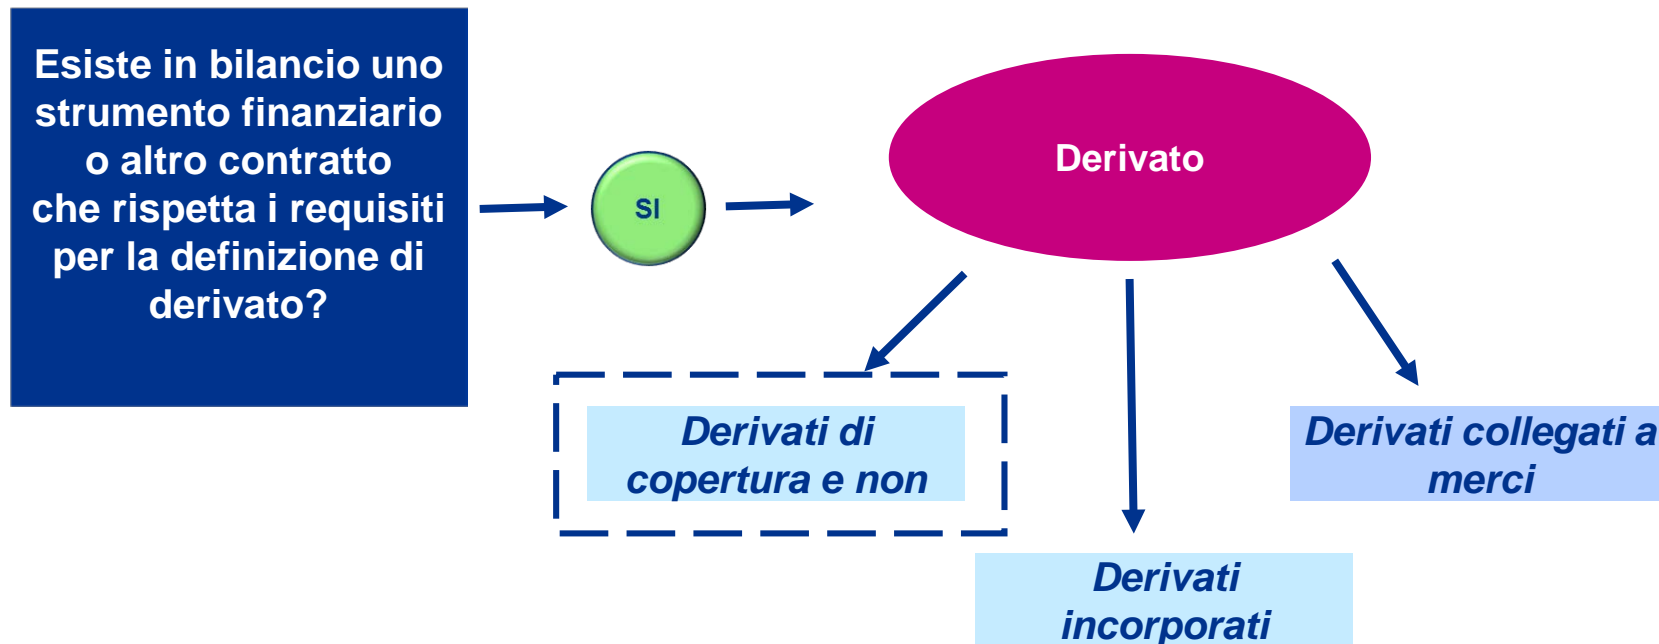 Esiste in bilancio uno
strumento finanziario
o altro contratto
che rispetta i requisiti
per la definizione di
derivato?
SI
Derivato
Derivati di
copertura e non
Derivati collegati a
merci
Derivati
incorporati